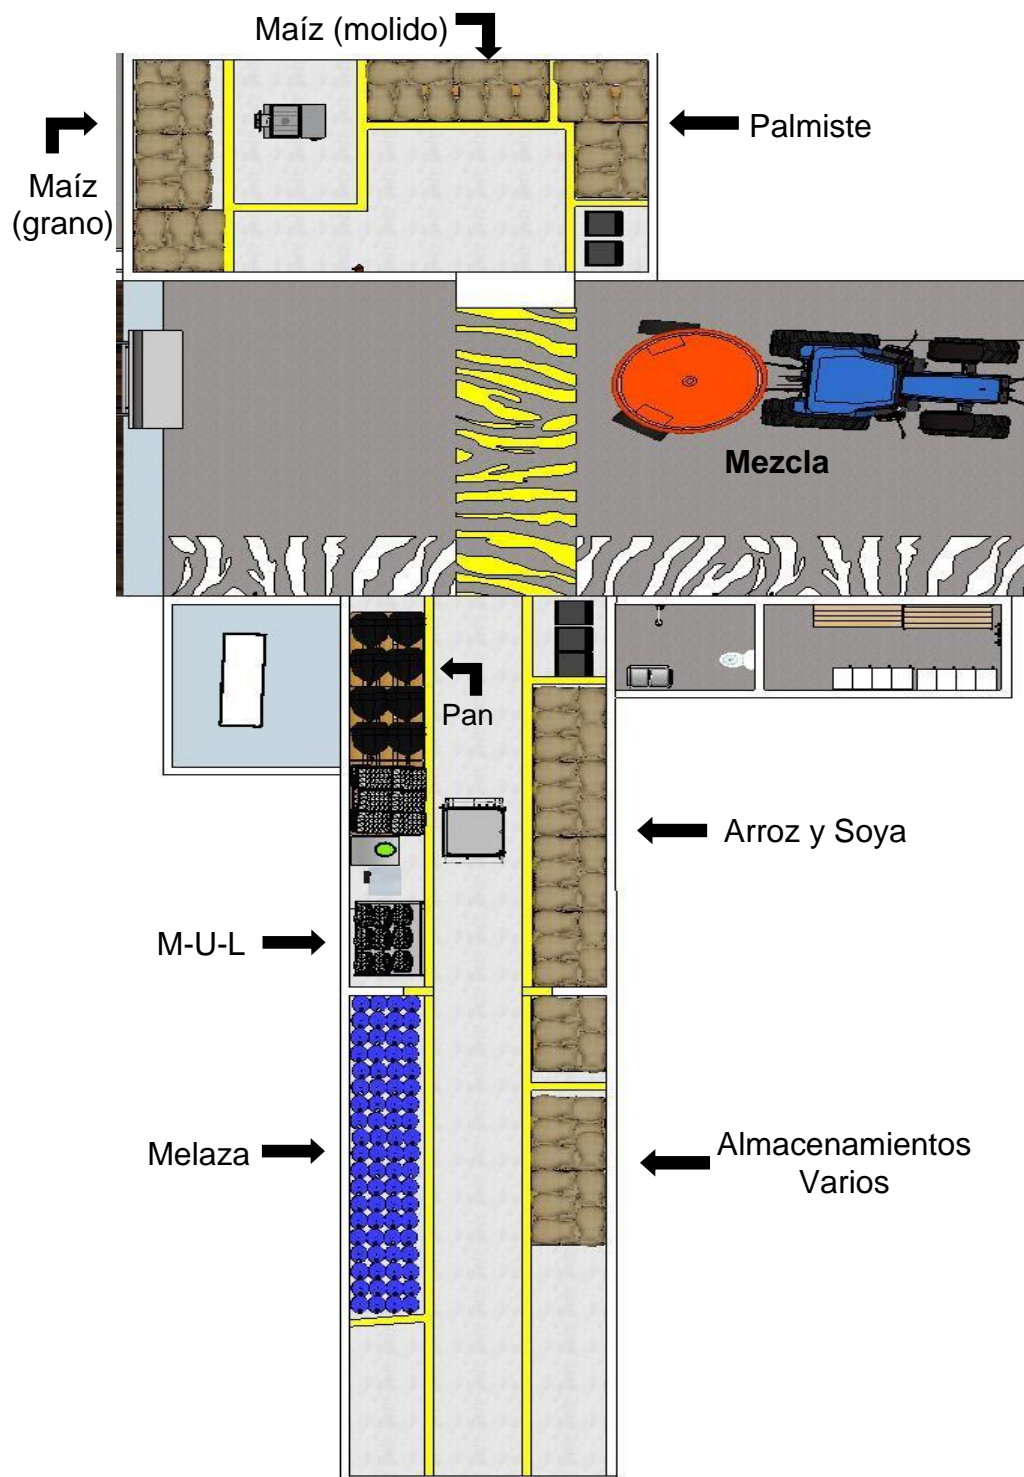 Maíz (molido)
Palmiste
Maíz
(grano)
Mezcla
Pan
Arroz y Soya
M-U-L
Melaza
Almacenamientos
Varios